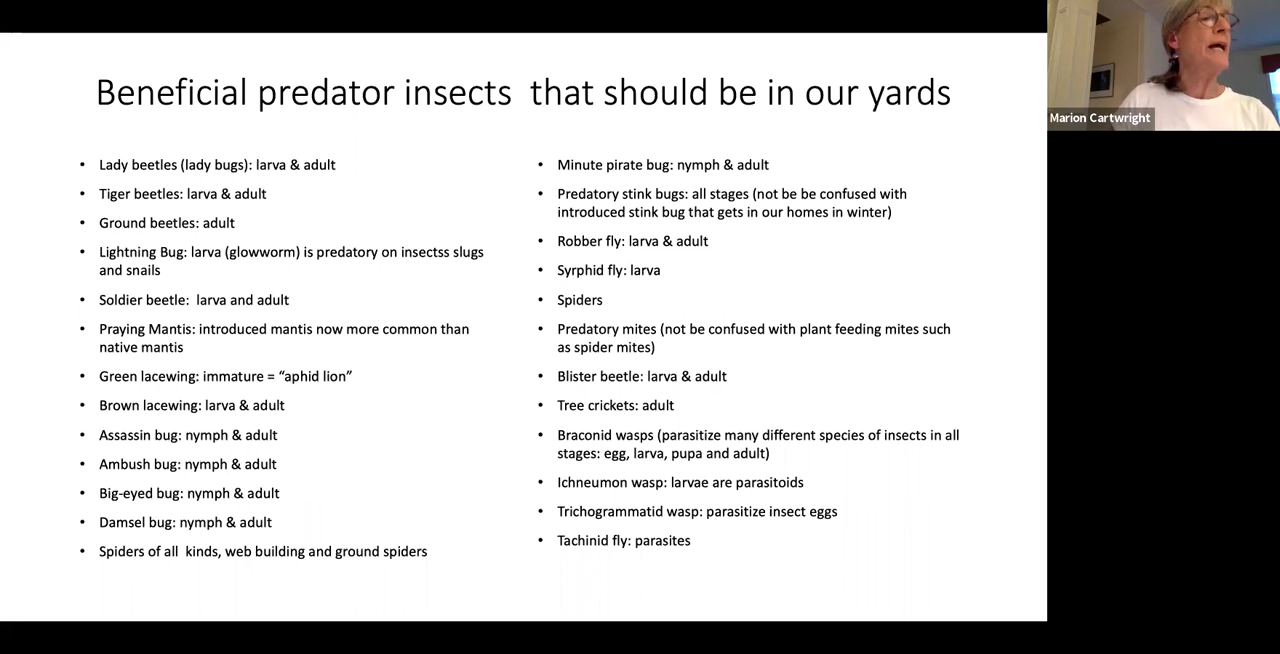 Beneficial predator insects  that should be in our yards
• Lady beetles (lady bugs): larva & adult
• Tiger beetles: larva & adult
• Ground beetles: adult
• Lightning Bug: larva (glowworm) is predatory on insectss slugs
and snails
• Soldier beetle:  larva and adult
• Praying Mantis: introduced mantis now more common than
native mantis
• Green lacewing: immature = “aphid lion”
• Brown lacewing: larva & adult
• Assassin bug: nymph & adult
• Ambush bug: nymph & adult
• Big-eyed bug: nymph & adult
• Damsel bug: nymph & adult
• Spiders of all  kinds, web building and ground spiders
• Minute pirate bug: nymph & adult
• Predatory stink bugs: all stages (not be be confused with
introduced stink bug that gets in our homes in winter)
• Robber fly: larva & adult
• Syrphid fly: larva
• Spiders
• Predatory mites (not be confused with plant feeding mites such
as spider mites)
• Blister beetle: larva & adult
• Tree crickets: adult
• Braconid wasps (parasitize many different species of insects in all
stages: egg, larva, pupa and adult)
• Ichneumon wasp: larvae are parasitoids
• Trichogrammatid wasp: parasitize insect eggs
• Tachinid fly: parasites
Marion Cartwright